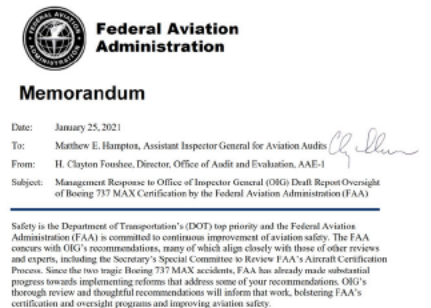 Federal Aviation
Administration
Memorandum
Date: January 25, 2021
To: Matthew E. Hampton, Assistant Inspector General for Aviation Audits
From: H. Clayton Foushee, Director, Office of Audit and Evaluation, AAE-1
Subject: Management Response to Office of Inspector General (OIG) Draft Report Oversight
of Boeing 737 MAX Certification by the Federal Aviation Administration (FAA)
Safety is the Department of Transportation's (DOT) top priority and the Federal Aviation
Administration (FAA) is committed to continuous improvement of aviation safety. The FAA
concurs with OIG's recommendations, many of which align closely with those of other reviews
and experts, including the Secretary's Special Committee to Review FAA's Aircraft Certification
Process. Since the two tragic Boeing 737 MAX accidents, FAA has already made substantial
progress towards implementing reforms that address some of your recommendations. OIG's
thorough review and thoughtful recommendations will inform that work, bolstering FAA's
certification and oversight programs and improving aviation safety.